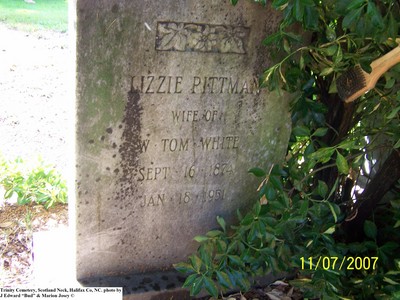 LIZZIE PITTMAN
WIFE OF
W TOM WHITE
SEPT 16
JAN 18 1951
11/07/2007
Trinity Cemetery, Scotland Neck, Halifax Co, NC. photo by
J Edward "Bud" & Marion Josey ©